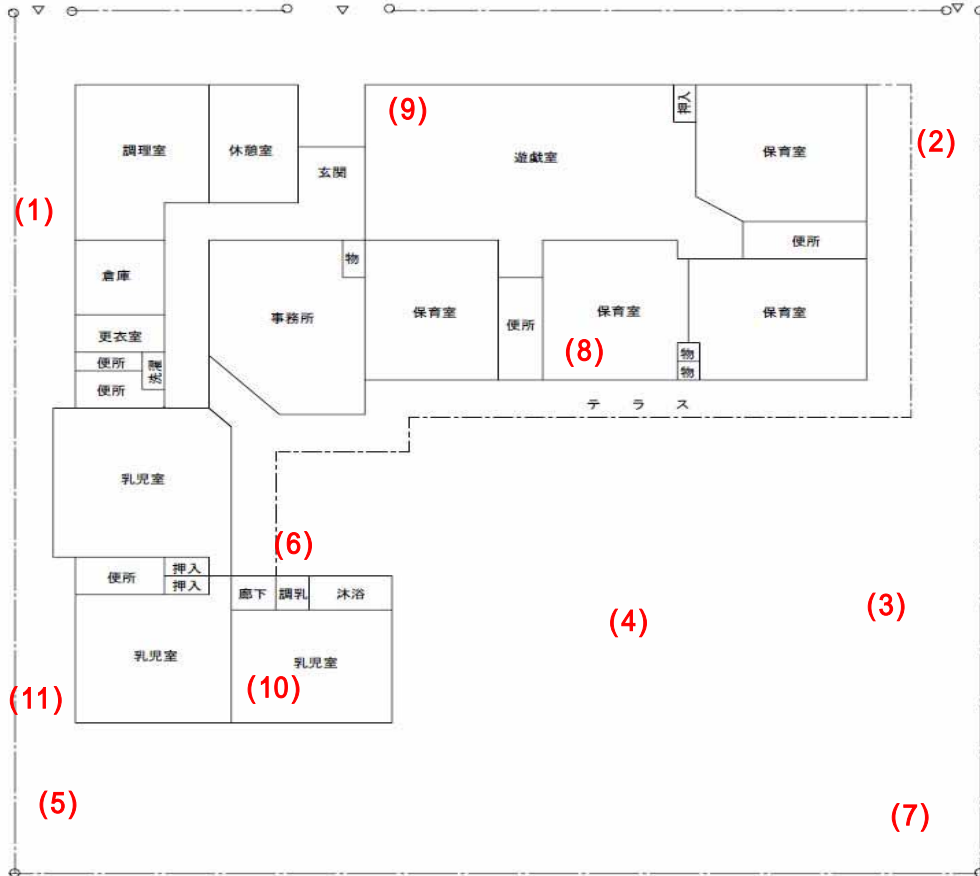 (9)
押入
(2)
調理室
休憩室
遊戯室
保育室
玄関
(1)
便所
物
倉庫
事務所
保育室
保育室
保育室
便所
更衣室
(8)
物
便所
洗濯
物
便所
テラス
乳児室
(6)
押入
便所
押入
廊下
調乳
沐浴
(3)
(4)
乳児室
乳児室
(10)
(11)
(5)
(7)